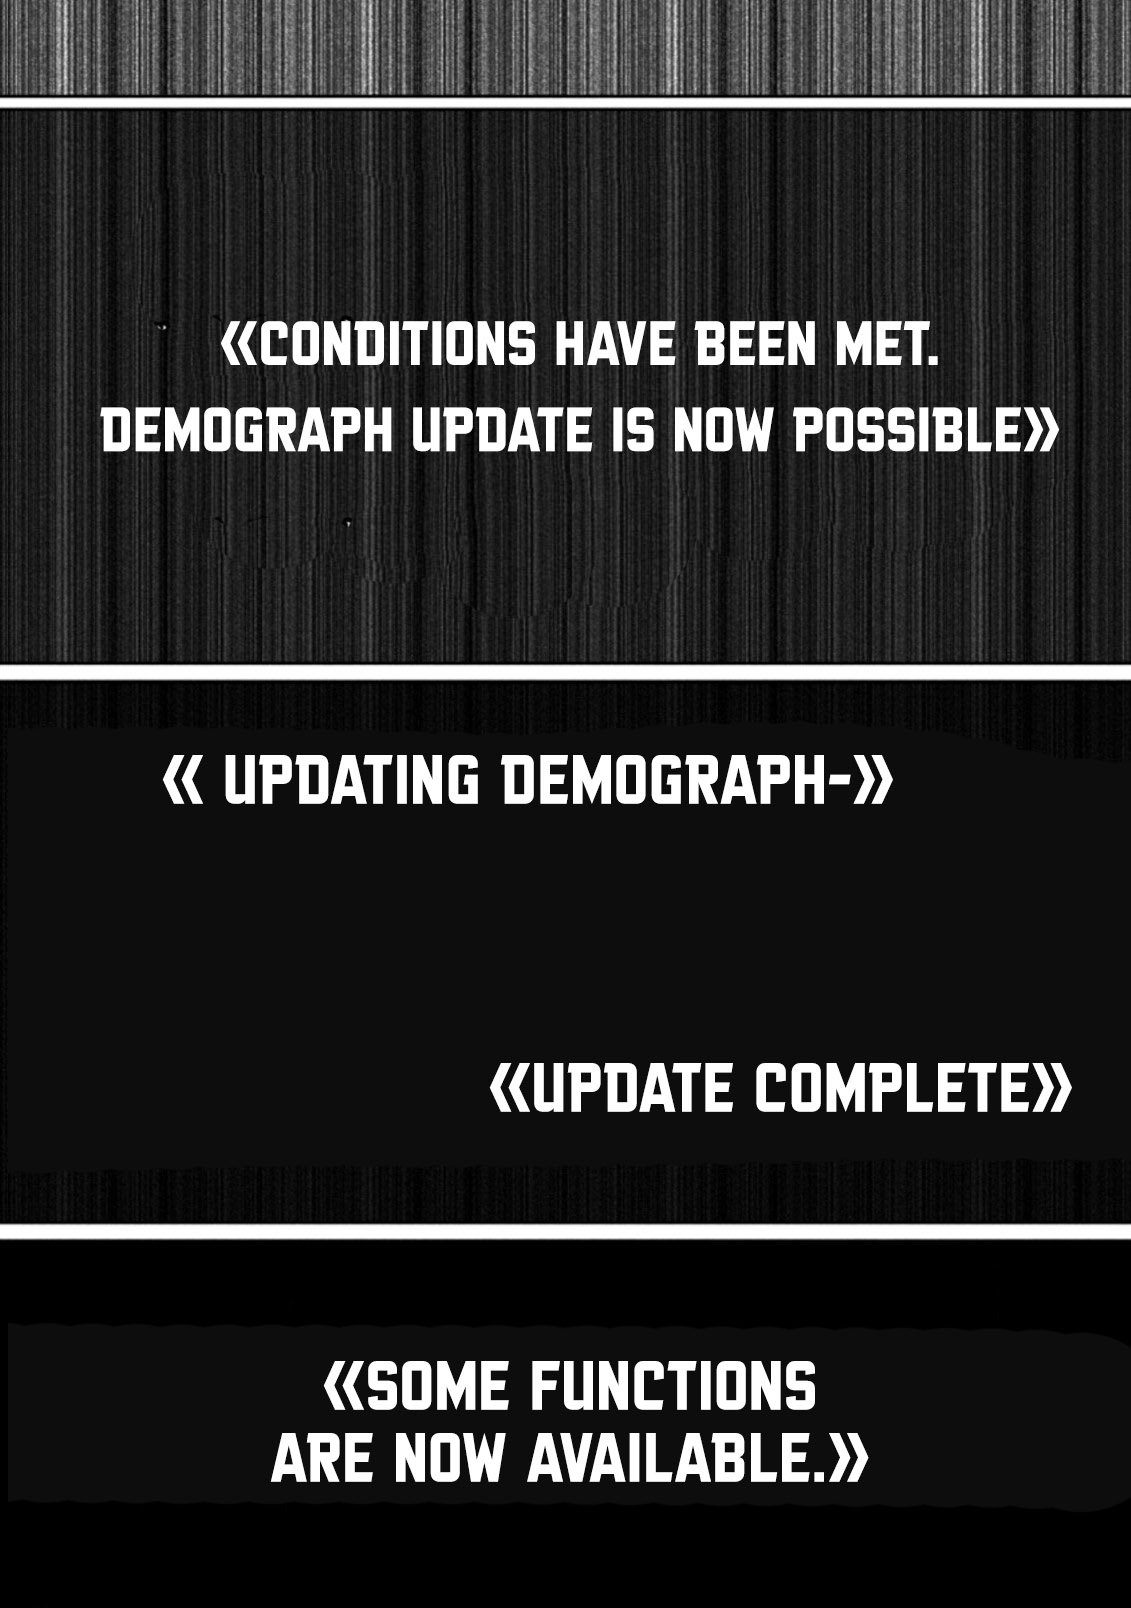 «CONDITIONS HAVE BEEN MET.
DEMOGRAPH UPDATE IS NOW POSSIBLE»
« UPDATING DEMOGRAPH-»
«UPDATE COMPLETE»
«SOME FUNCTIONS
ARE NOW AVAILABLE.»